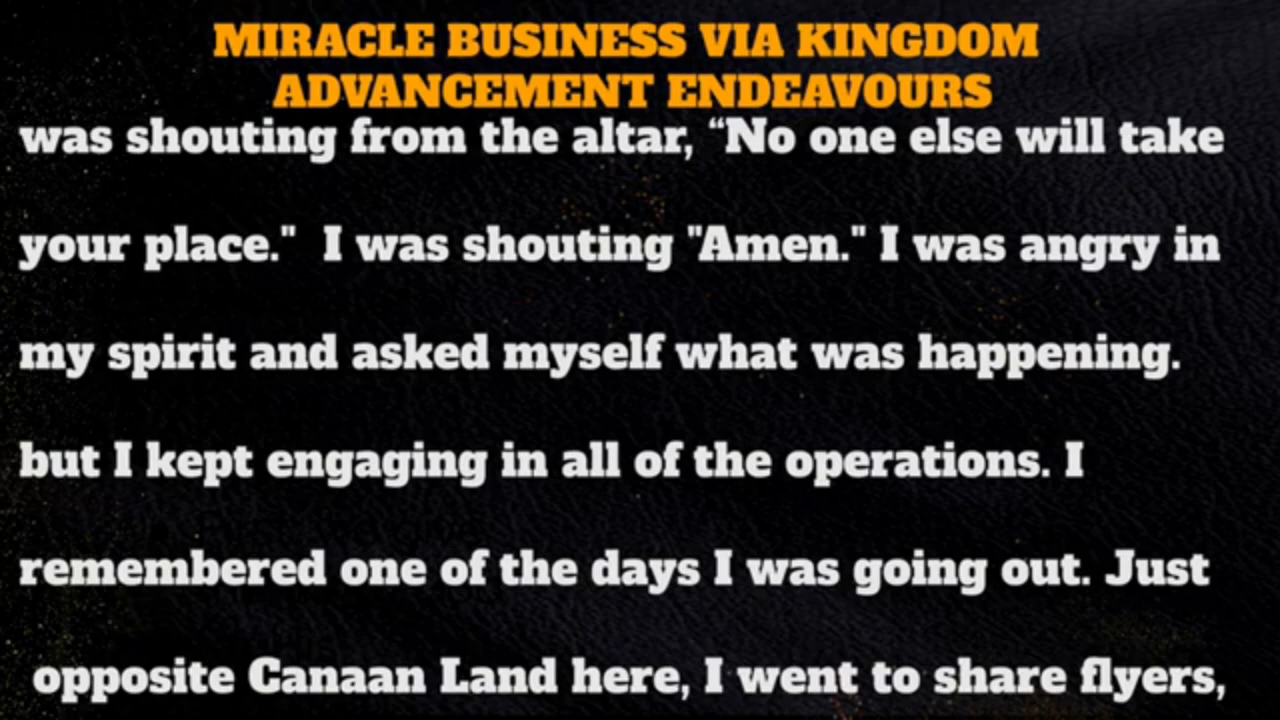 MIRACLE BUSINESS VIA KINGDOM
ADVANCEMENT ENDEAVOURS
was shouting from the altar, “No one else will take
your place."  I was shouting "Amen." I was angry in
my spirit and asked myself what was happening.
but I kept engaging in all of the operations. I
remembered one of the days I was going out. Just
opposite Canaan Land here, I went to share flyers,